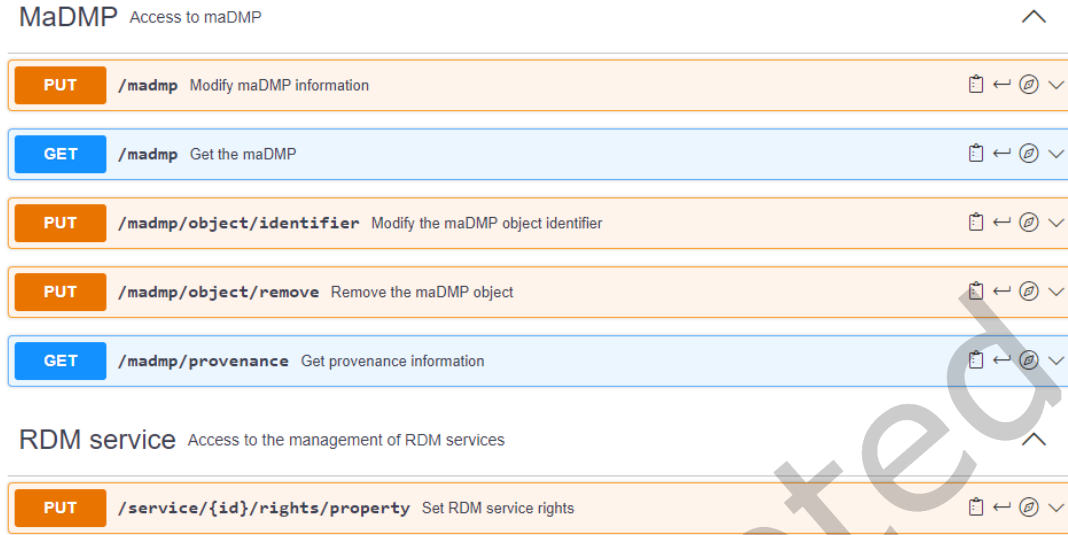 MaDMP Access to maDMP
PUT /madmp Modify maDMP information
GET /madmp Get the maDMP
PUT /madmp/object/identifier Modify the maDMP object identifier
PUT /madmp/object/remove Remove the maDMP object
GET /madmp/provenance Get provenance information
RDM service Access to the management of RDM services
PUT /service/{id}/rights/property Set RDM service rights
ted